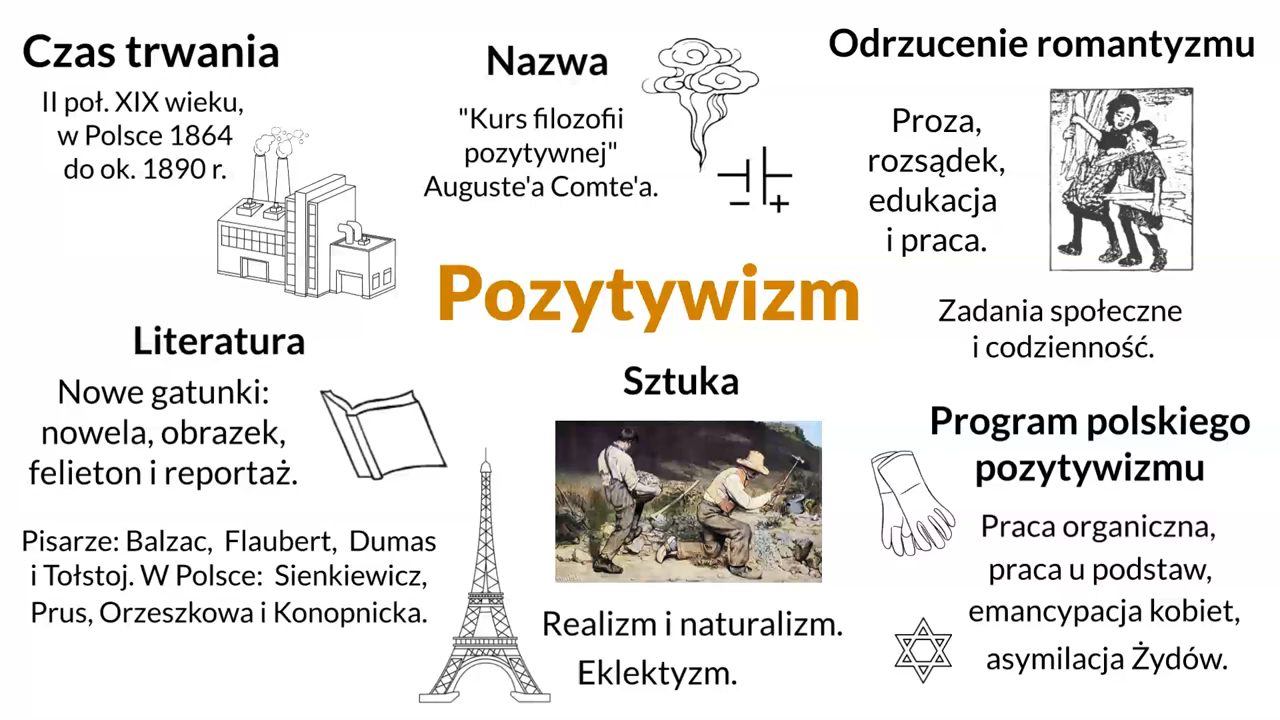 Czas trwania
II poł. XIX wieku,
w Polsce 1864
do ok. 1890 r.
Nazwa
"Kurs filozofii
pozytywnej"
Auguste'a Comte'a.
Odrzucenie romantyzmu
Proza,
rozsądek,
edukacja
i praca.
Zadania społeczne
i codzienność.
Pozytywizm
Literatura
Nowe gatunki:
nowela, obrazek,
felieton i reportaż.
Pisarze: Balzac, Flaubert, Dumas
i Tołstoj. W Polsce: Sienkiewicz,
Prus, Orzeszkowa i Konopnicka.
Sztuka
Realizm i naturalizm.
Eklektyzm.
Program polskiego
pozytywizmu
Praca organiczna,
praca u podstaw,
emancypacja kobiet,
asymilacja Żydów.